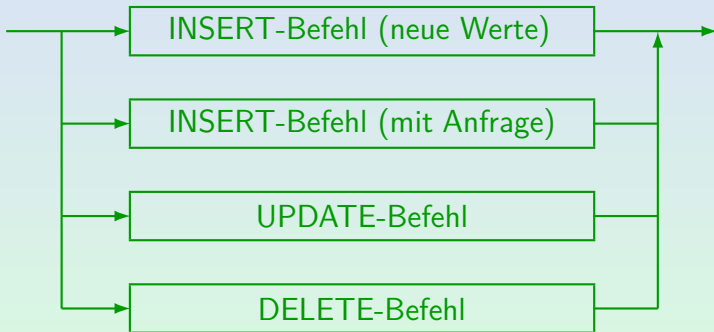 INSERT-Befehl (neue Werte)
INSERT-Befehl (mit Anfrage)
UPDATE-Befehl
DELETE-Befehl